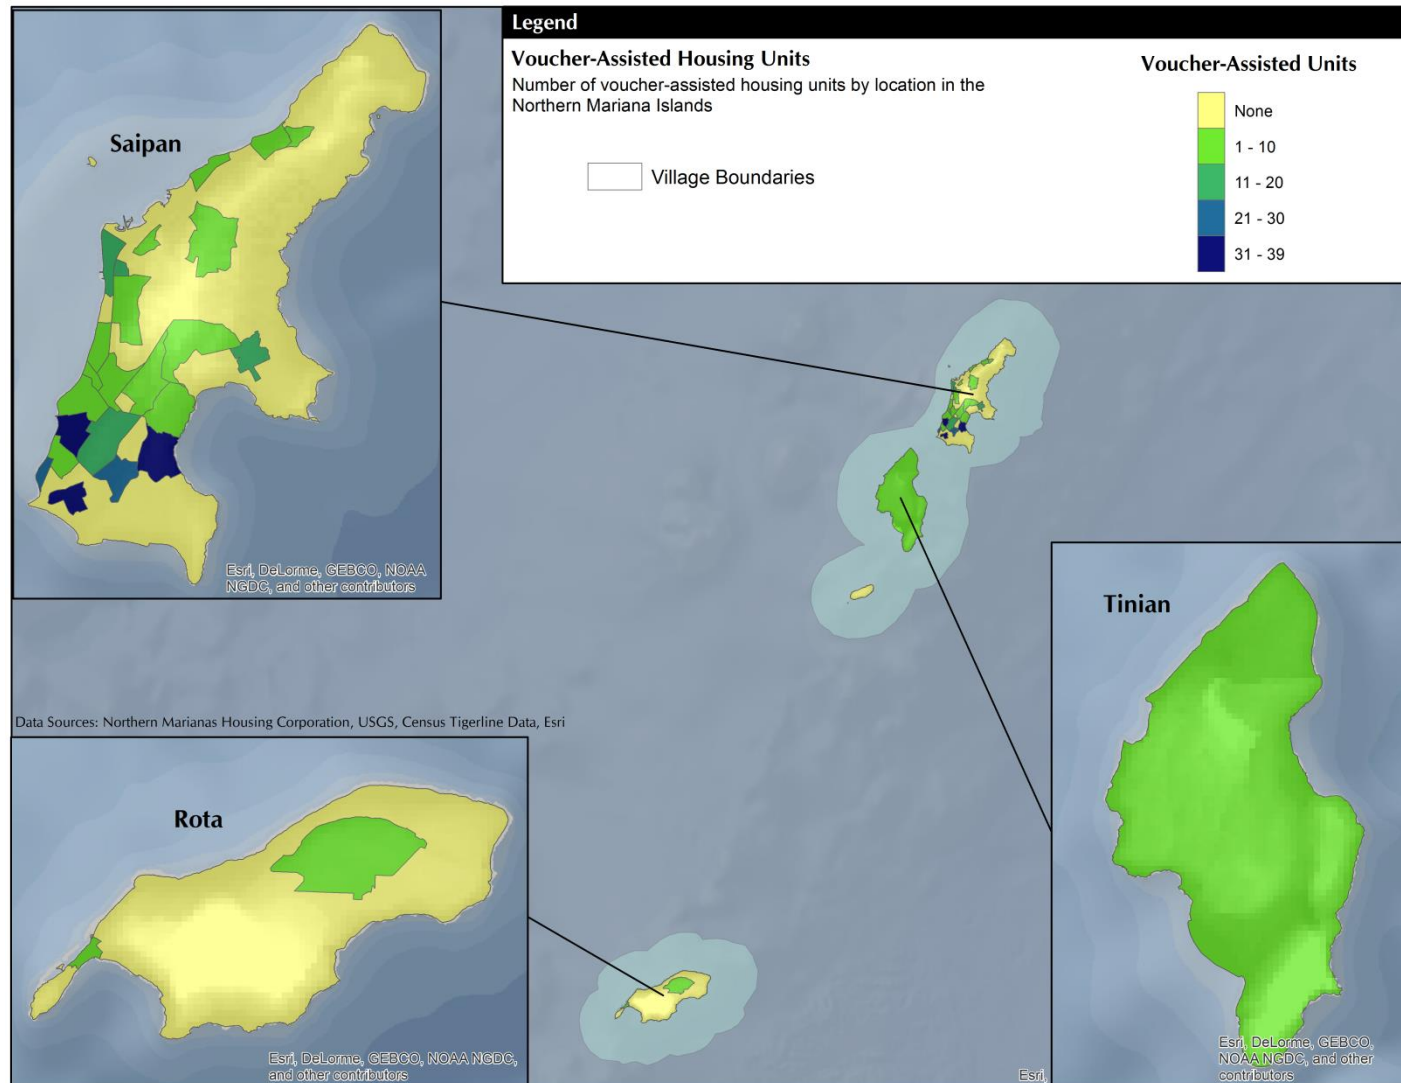 Legend
Voucher-Assisted Housing Units
Number of voucher-assisted housing units by location in the
Northern Mariana Islands
Village Boundaries
Voucher-Assisted Units
None
1 - 10
11 - 20
21 - 30
31 - 39
Saipan
Esri, DeLorme, GEBCO, NOAA
NGDC, and other contributors
Tinian
Esri, DeLorme, GEBCO,
NOAA NGDC, and other
contributors
Data Sources: Northern Marianas Housing Corporation, USGS, Census Tigerline Data, Esri
Rota
Esri, DeLorme, GEBCO, NOAA NGDC,
and other contributors
Esri,